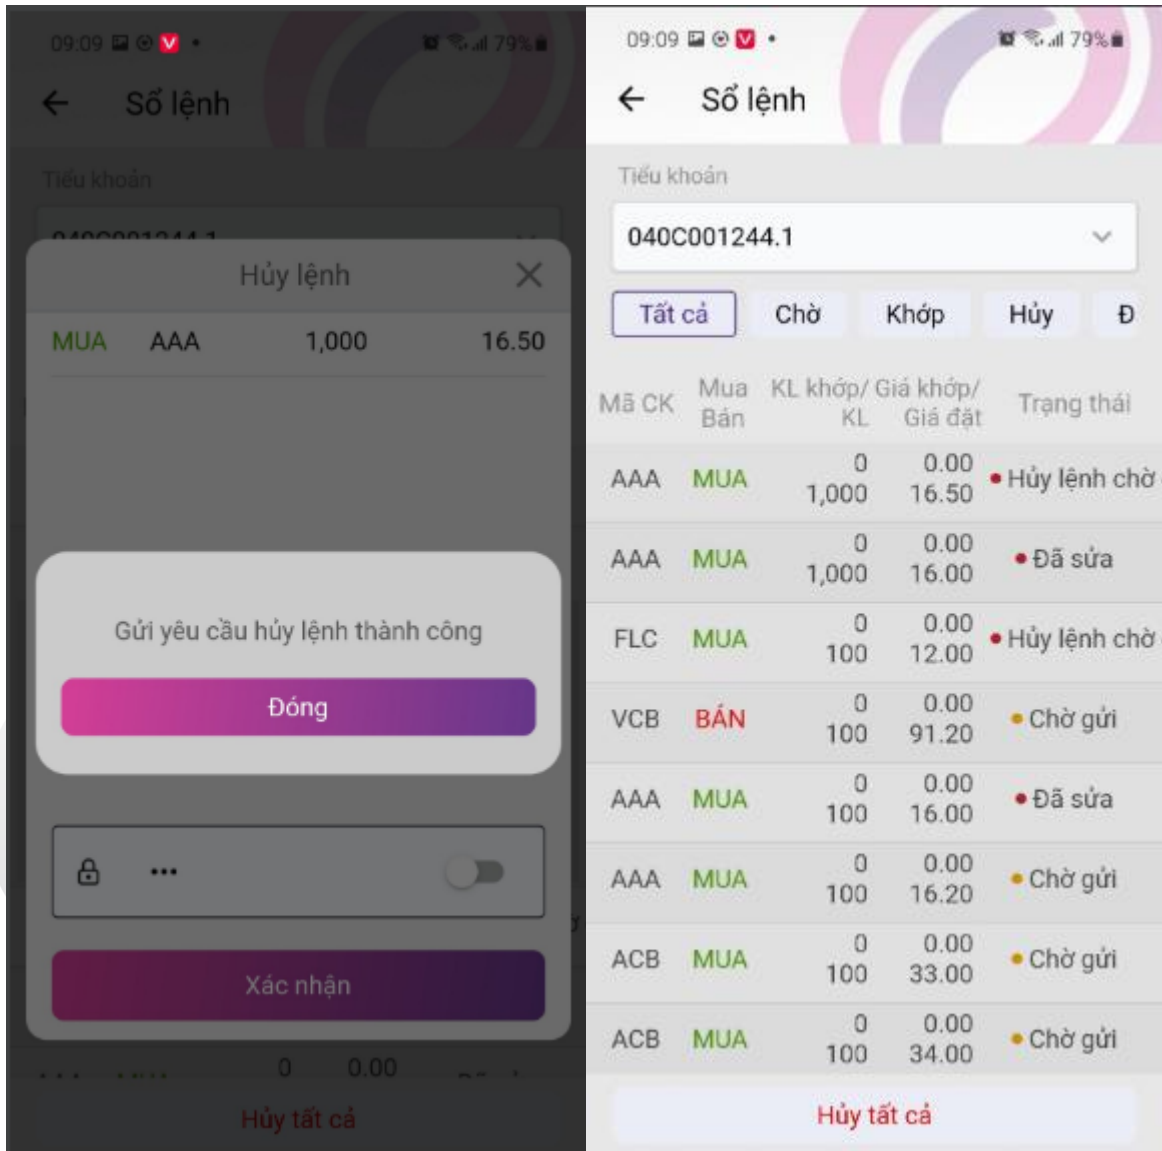 09:09 79%
Sổ lệnh
Tiểu khoản
Hủy lệnh
MUA AAA 1,000 16.50
Gửi yêu cầu hủy lệnh thành công
Đóng
•••
Xác nhận
0 0.00
Hủy tất cả
09:09 79%
Sổ lệnh
Tiểu khoản
040C001244.1
Tất cả Chờ Khớp Hủy Đ
Mã CK Mua Bán KL khớp/ KL Giá khớp/ Giá đặt Trạng thái
AAA MUA 0 1,000 0.00 16.50 Hủy lệnh chờ
AAA MUA 0 1,000 0.00 16.00 Đã sửa
FLC MUA 0 100 0.00 12.00 Hủy lệnh chờ
VCB BÁN 0 100 0.00 91.20 Chờ gửi
AAA MUA 0 100 0.00 16.00 Đã sửa
AAA MUA 0 100 0.00 16.20 Chờ gửi
ACB MUA 0 100 0.00 33.00 Chờ gửi
ACB MUA 0 100 0.00 34.00 Chờ gửi
Hủy tất cả